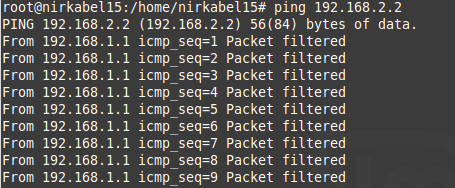 root@nirkabel15:/home/nirkabel15# ping 192.168.2.2
PING 192.168.2.2 (192.168.2.2) 56(84) bytes of data.
From 192.168.1.1 icmp_seq=1 Packet filtered
From 192.168.1.1 icmp_seq=2 Packet filtered
From 192.168.1.1 icmp_seq=3 Packet filtered
From 192.168.1.1 icmp_seq=4 Packet filtered
From 192.168.1.1 icmp_seq=5 Packet filtered
From 192.168.1.1 icmp_seq=6 Packet filtered
From 192.168.1.1 icmp_seq=7 Packet filtered
From 192.168.1.1 icmp_seq=8 Packet filtered
From 192.168.1.1 icmp_seq=9 Packet filtered